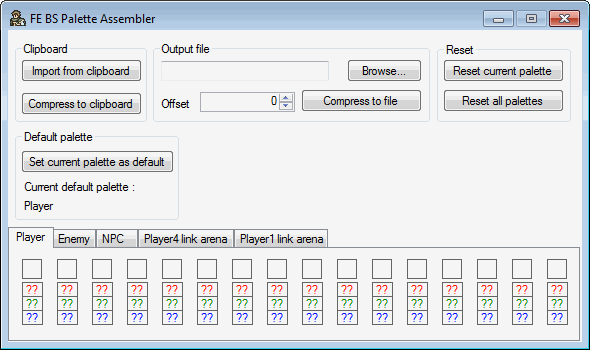 FE BS Palette Assembler
Clipboard
Import from clipboard
Compress to clipboard
Output file
Browse...
Offset 0
Compress to file
Reset
Reset current palette
Reset all palettes
Default palette
Set current palette as default
Current default palette :
Player
Player Enemy NPC Player4 link arena Player1 link arena
?? ?? ?? ?? ?? ?? ?? ?? ?? ?? ?? ?? ?? ?? ?? ??
?? ?? ?? ?? ?? ?? ?? ?? ?? ?? ?? ?? ?? ?? ?? ??
?? ?? ?? ?? ?? ?? ?? ?? ?? ?? ?? ?? ?? ?? ?? ??